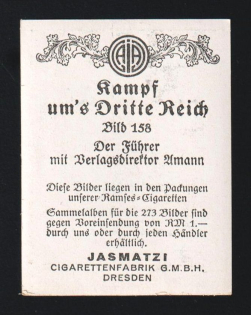 Kampf
um's Dritte Reich
Bild 158
Der Führer
mit Verlagsdirektor Amann
Diese Bilder liegen in den Packungen
unserer Ramses-Cigaretten
Sammelalben für die 273 Bilder sind
gegen Voreinsendung von RM 1.—
durch uns oder durch jeden Händler
erhältlich.
JASMATZI
CIGARETTENFABRIK G.M.B.H.
DRESDEN